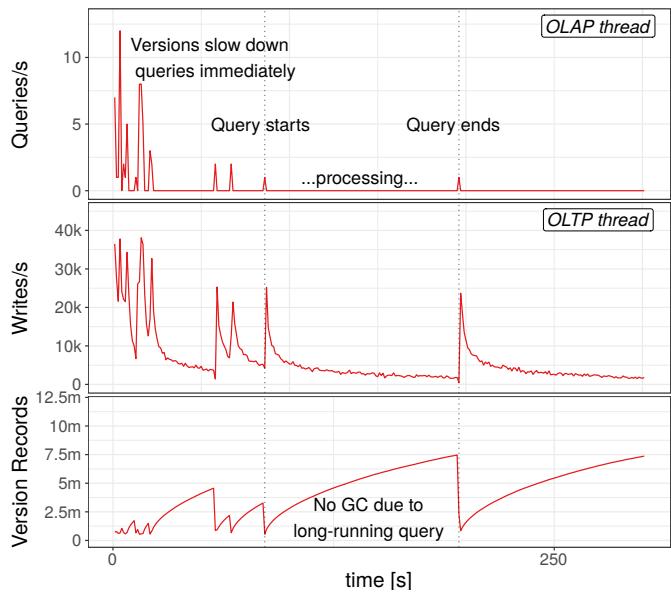 OLAP thread
Versions slow down
queries immediately
Query starts
Query ends
...processing...
Queries/s
10
5
0
OLTP thread
Writes/s
40k
30k
20k
10k
0
Version Records
12.5m
10m
7.5m
5m
2.5m
0
No GC due to
long-running query
0
250
time [s]